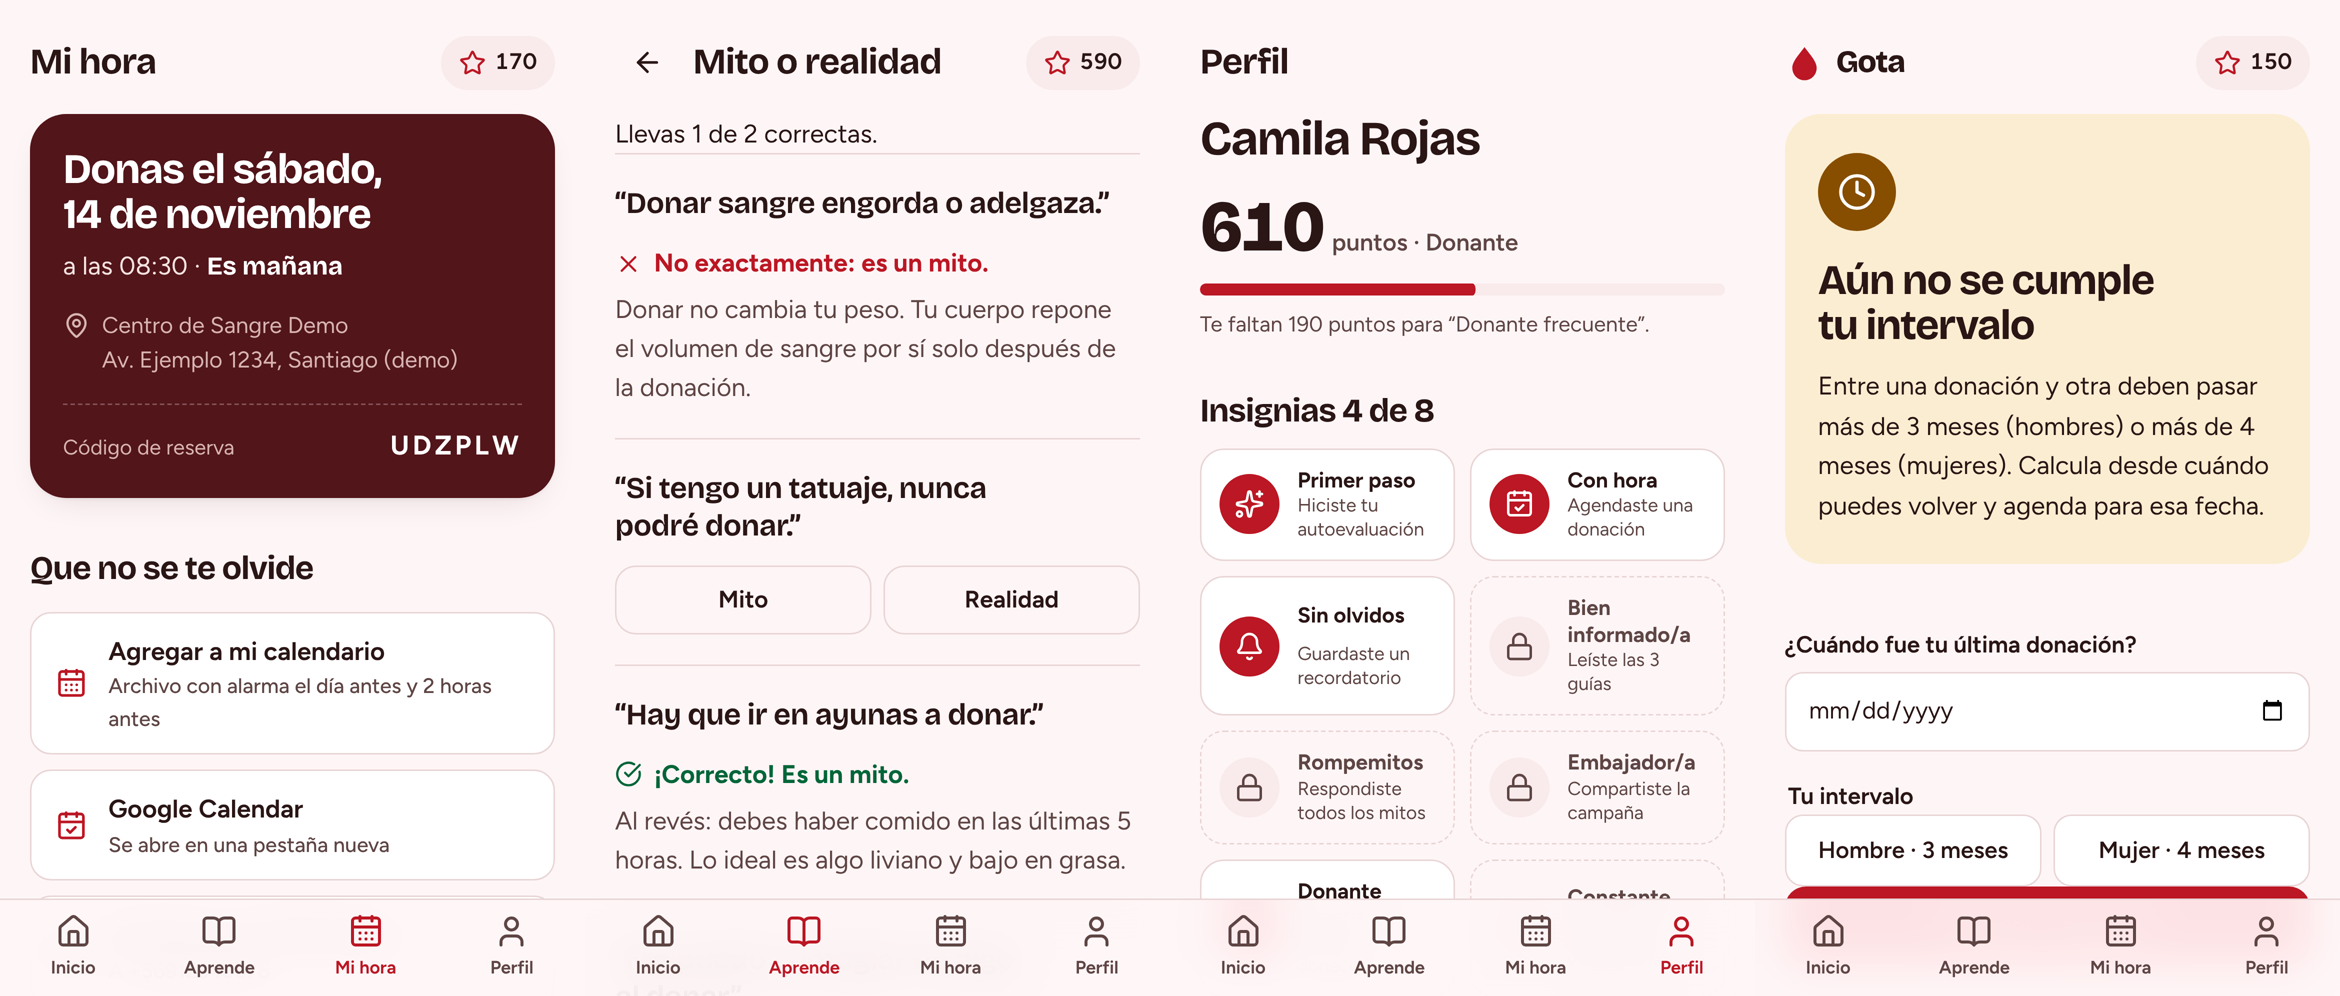 Mi hora
170
Donas el sábado,
14 de noviembre
a las 08:30 · Es mañana
Centro de Sangre Demo
Av. Ejemplo 1234, Santiago (demo)
Código de reserva
UDZPLW
Que no se te olvide
Agregar a mi calendario
Archivo con alarma el día antes y 2 horas
antes
Google Calendar
Se abre en una pestaña nueva
Inicio
Aprende
Mi hora
Perfil
Mito o realidad
590
Llevas 1 de 2 correctas.
“Donar sangre engorda o adelgaza.”
No exactamente: es un mito.
Donar no cambia tu peso. Tu cuerpo repone
el volumen de sangre por sí solo después de
la donación.
“Si tengo un tatuaje, nunca
podré donar.”
Mito
Realidad
“Hay que ir en ayunas a donar.”
¡Correcto! Es un mito.
Al revés: debes haber comido en las últimas 5
horas. Lo ideal es algo liviano y bajo en grasa.
Inicio
Aprende
Mi hora
Perfil
Perfil
Camila Rojas
610 puntos · Donante
Te faltan 190 puntos para “Donante frecuente”.
Insignias 4 de 8
Primer paso
Hiciste tu
autoevaluación
Con hora
Agendaste una
donación
Sin olvidos
Guardaste un
recordatorio
Bien
informado/a
Leíste las 3
guías
Rompemitos
Respondiste
todos los mitos
Embajador/a
Compartiste la
campaña
Donante
Constante
Inicio
Aprende
Mi hora
Perfil
Gota
150
Aún no se cumple
tu intervalo
Entre una donación y otra deben pasar
más de 3 meses (hombres) o más de 4
meses (mujeres). Calcula desde cuándo
puedes volver y agenda para esa fecha.
¿Cuándo fue tu última donación?
mm/dd/yyyy
Tu intervalo
Hombre · 3 meses
Mujer · 4 meses
Inicio
Aprende
Mi hora
Perfil